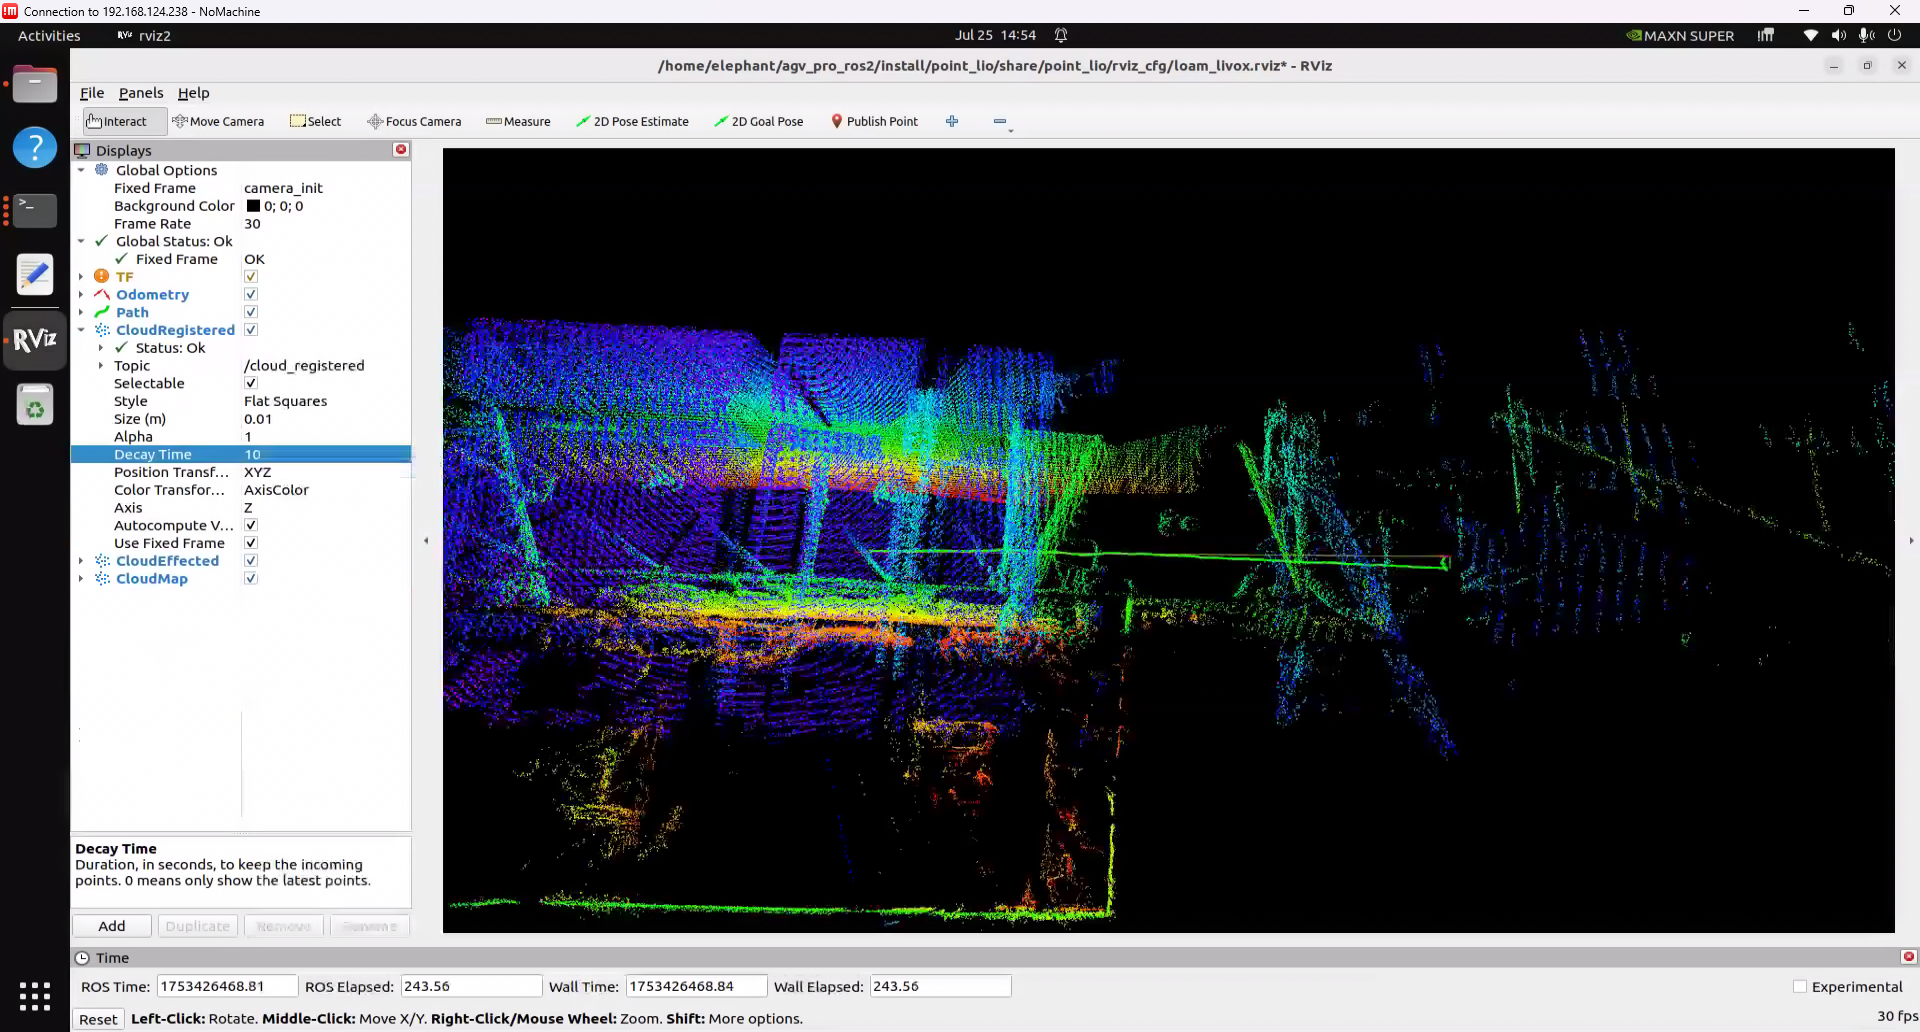 Connection to 192.168.124.238 - NoMachine
Activities
RViz rviz2
Jul 25 14:54
MAXN SUPER
/home/elephant/agv_pro_ros2/install/point_lio/share/point_lio/rviz_cfg/loam_livox.rviz* - RViz
File Panels Help
Interact Move Camera Select Focus Camera Measure 2D Pose Estimate 2D Goal Pose Publish Point
Displays
Global Options
Fixed Frame camera_init
Background Color 0; 0; 0
Frame Rate 30
Global Status: Ok
Fixed Frame OK
TF
Odometry
Path
CloudRegistered
Status: Ok
Topic /cloud_registered
Selectable
Style Flat Squares
Size (m) 0.01
Alpha 1
Decay Time 10
Position Transf... XYZ
Color Transfor... AxisColor
Axis Z
Autocompute V...
Use Fixed Frame
CloudEffected
CloudMap
RViz
Decay Time
Duration, in seconds, to keep the incoming
points. 0 means only show the latest points.
Add Duplicate Remove Rename
Time
ROS Time: 1753426468.81 ROS Elapsed: 243.56 Wall Time: 1753426468.84 Wall Elapsed: 243.56 Experimental
Reset Left-Click: Rotate. Middle-Click: Move X/Y. Right-Click/Mouse Wheel: Zoom. Shift: More options. 30 fps